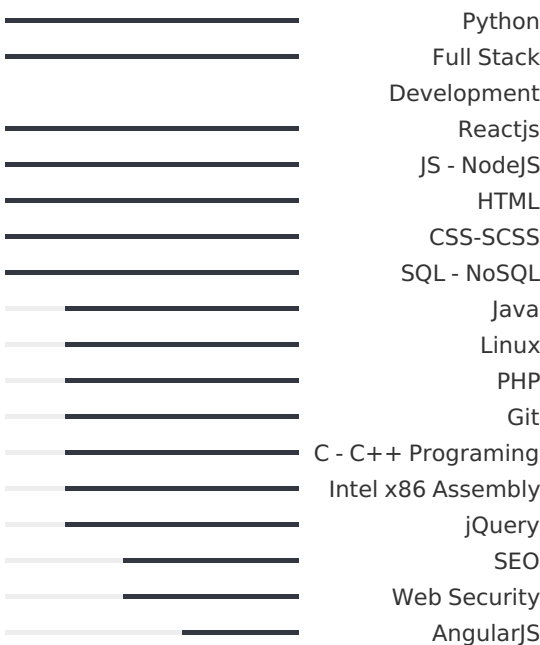 Python
Full Stack
Development
Reactjs
JS - NodeJS
HTML
CSS-SCSS
SQL - NoSQL
Java
Linux
PHP
Git
C - C++ Programing
Intel x86 Assembly
jQuery
SEO
Web Security
AngularJS